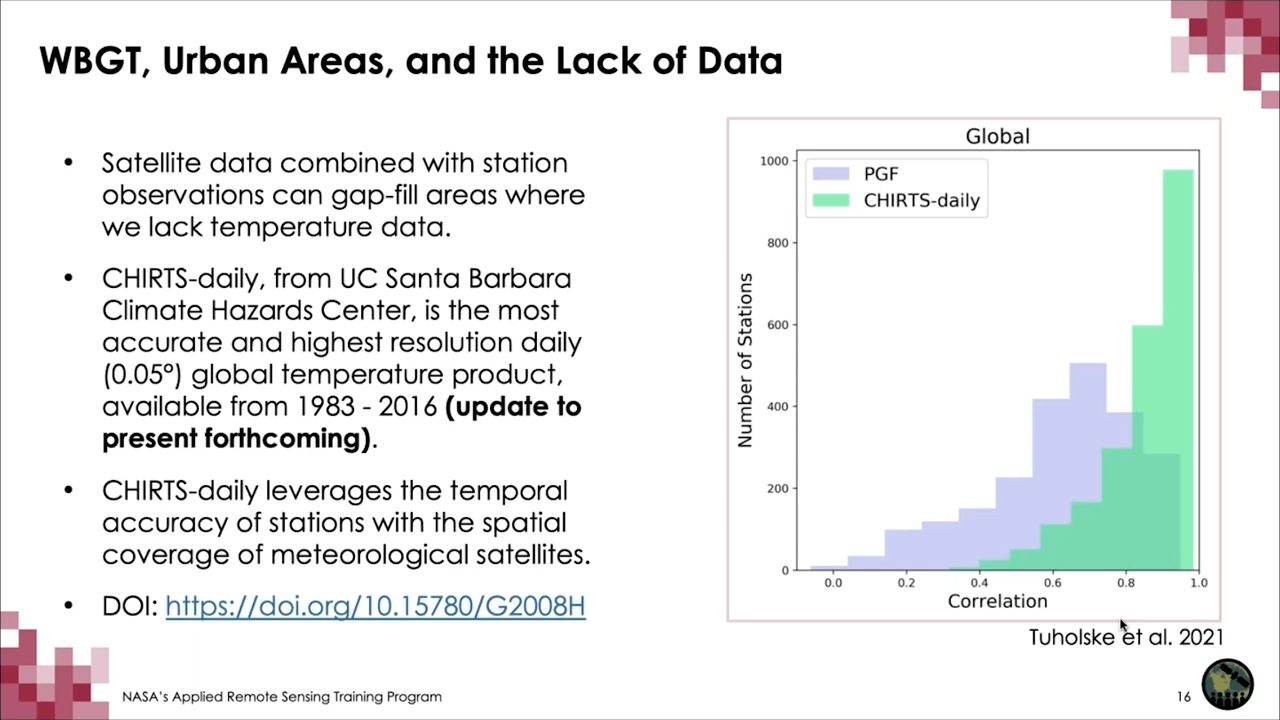 WBGT, Urban Areas, and the Lack of Data
• Satellite data combined with station
observations can gap-fill areas where
we lack temperature data.
• CHIRTS-daily, from UC Santa Barbara
Climate Hazards Center, is the most
accurate and highest resolution daily
(0.05°) global temperature product,
available from 1983 - 2016 (update to
present forthcoming).
• CHIRTS-daily leverages the temporal
accuracy of stations with the spatial
coverage of meteorological satellites.
• DOI: https://doi.org/10.15780/G2008H
Global
PGF
CHIRTS-daily
Number of Stations
1000
800
600
400
200
0
0.0 0.2 0.4 0.6 0.8 1.0
Correlation
Tuholske et al. 2021
NASA's Applied Remote Sensing Training Program
16